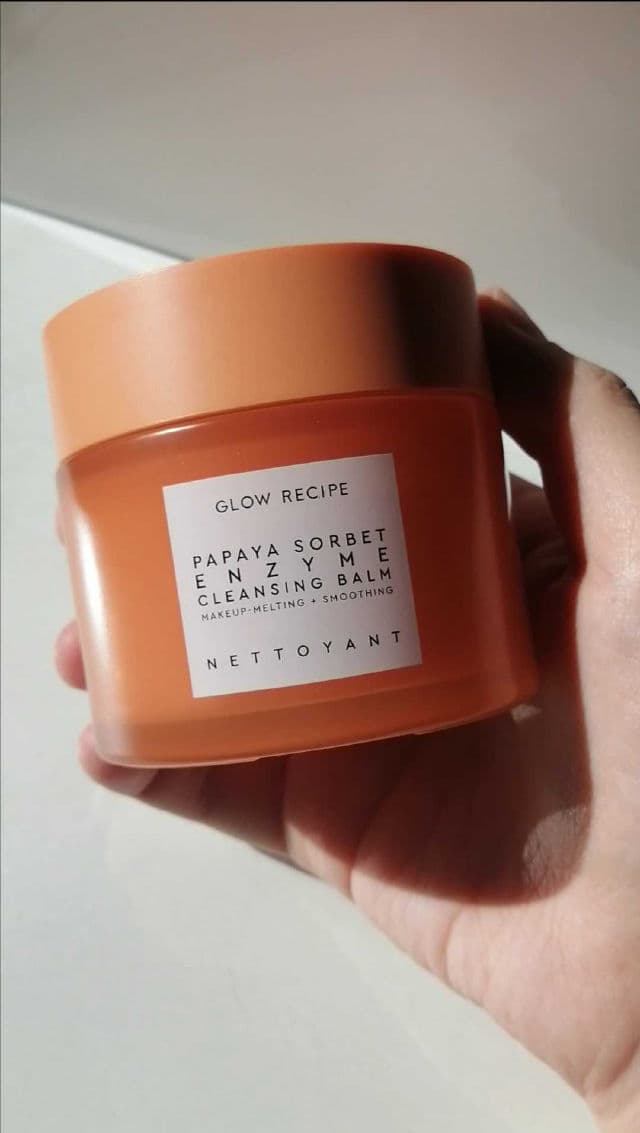 GLOW RECIPE
PAPAYA SORBET
ENZYME
CLEANSING BALM
MAKEUP-MELTING + SMOOTHING
NETTOYANT